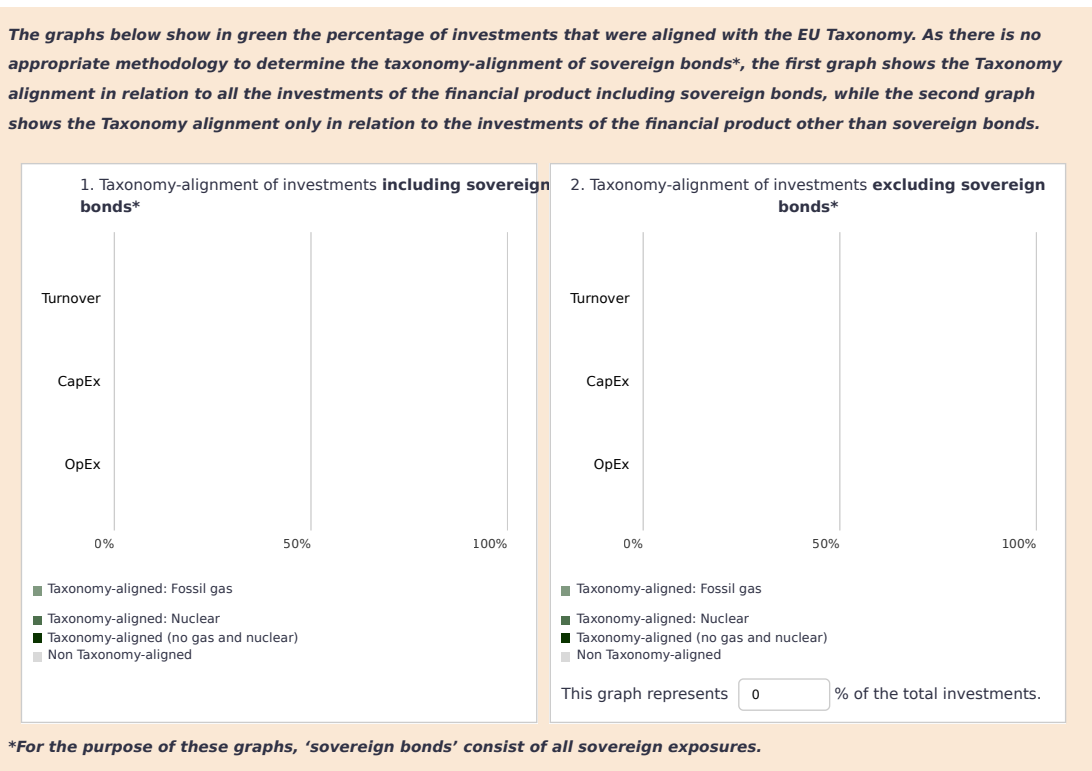 The graphs below show in green the percentage of investments that were aligned with the EU Taxonomy. As there is no
appropriate methodology to determine the taxonomy-alignment of sovereign bonds*, the first graph shows the Taxonomy
alignment in relation to all the investments of the financial product including sovereign bonds, while the second graph
shows the Taxonomy alignment only in relation to the investments of the financial product other than sovereign bonds.
1. Taxonomy-alignment of investments including sovereign
bonds*
Turnover
CapEx
OpEx
0% 50% 100%
Taxonomy-aligned: Fossil gas
Taxonomy-aligned: Nuclear
Taxonomy-aligned (no gas and nuclear)
Non Taxonomy-aligned
2. Taxonomy-alignment of investments excluding sovereign
bonds*
Turnover
CapEx
OpEx
0% 50% 100%
Taxonomy-aligned: Fossil gas
Taxonomy-aligned: Nuclear
Taxonomy-aligned (no gas and nuclear)
Non Taxonomy-aligned
This graph represents 0 % of the total investments.
*For the purpose of these graphs, ‘sovereign bonds’ consist of all sovereign exposures.